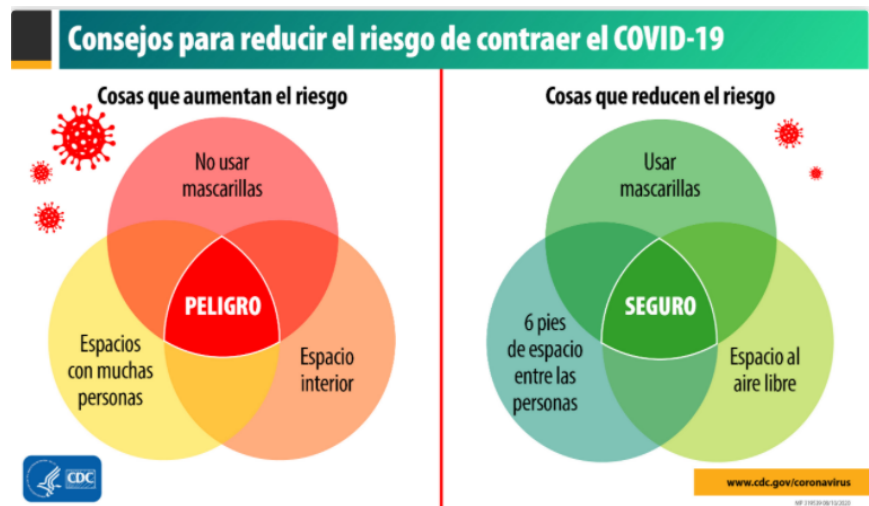 Consejos para reducir el riesgo de contraer el COVID-19
Cosas que aumentan el riesgo
No usar
mascarillas
PELIGRO
Espacios
con muchas
personas
Espacio
interior
CDC
Cosas que reducen el riesgo
Usar
mascarillas
SEGURO
6 pies
de espacio
entre las
personas
Espacio al
aire libre
www.cdc.gov/coronavirus